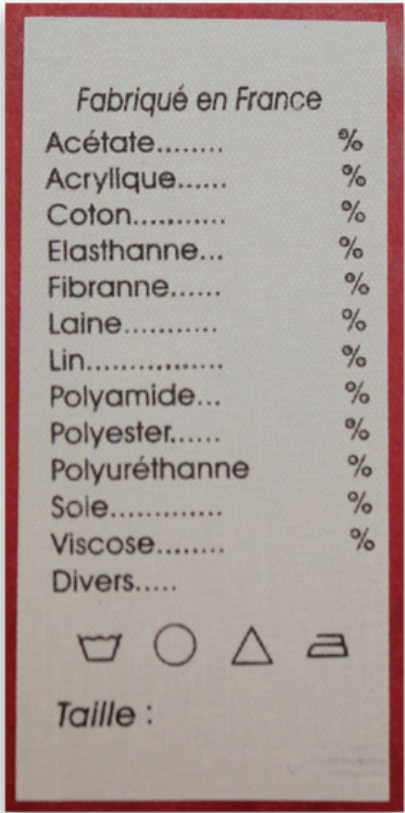 Fabriqué en France
Acétate........ %
Acrylique...... %
Coton........... %
Elasthanne... %
Fibranne...... %
Laine........... %
Lin................ %
Polyamide... %
Polyester...... %
Polyuréthanne %
Soie............. %
Viscose........ %
Divers.....
Taille :